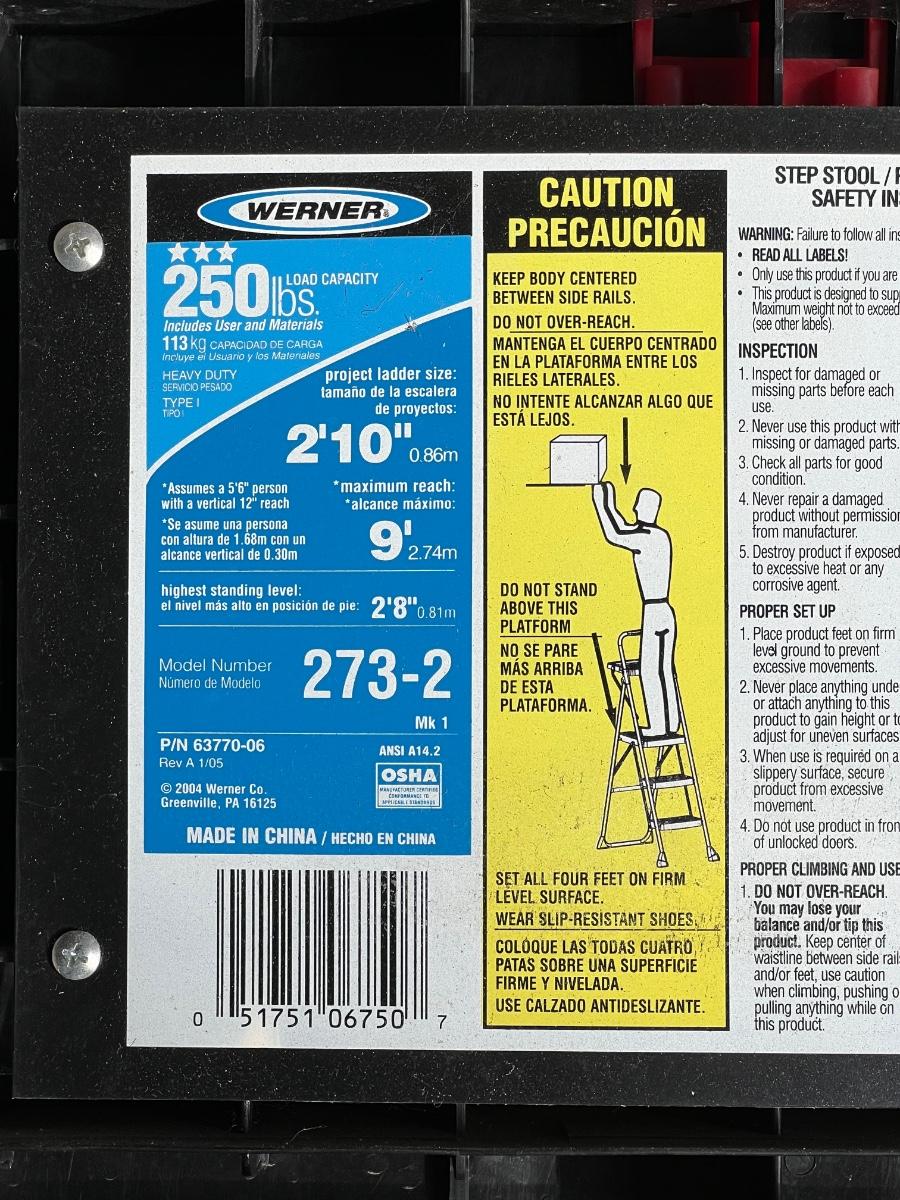 WERNER®
250 lbs. LOAD CAPACITY
Includes User and Materials
113 kg CAPACIDAD DE CARGA
Incluye el Usuario y los Materiales
HEAVY DUTY
SERVICIO PESADO
TYPE I
TIPO I
project ladder size:
tamaño de la escalera
de proyectos:
2'10" 0.86m
*Assumes a 5'6" person
with a vertical 12" reach
*Se asume una persona
con altura de 1.68m con un
alcance vertical de 0.30m
*maximum reach:
*alcance máximo:
9' 2.74m
highest standing level:
el nivel más alto en posición de pie: 2'8" 0.81m
Model Number
Número de Modelo
273-2
Mk 1
P/N 63770-06
Rev A 1/05
© 2004 Werner Co.
Greenville, PA 16125
ANSI A14.2
OSHA
MANUFACTURER CERTIFIES
CONFORMANCE TO
APPLICABLE STANDARDS
MADE IN CHINA / HECHO EN CHINA
0 51751 06750 7
CAUTION
PRECAUCIÓN
KEEP BODY CENTERED
BETWEEN SIDE RAILS.
DO NOT OVER-REACH.
MANTENGA EL CUERPO CENTRADO
EN LA PLATAFORMA ENTRE LOS
RIELES LATERALES.
NO INTENTE ALCANZAR ALGO QUE
ESTÁ LEJOS.
DO NOT STAND
ABOVE THIS
PLATFORM
NO SE PARE
MÁS ARRIBA
DE ESTA
PLATAFORMA.
SET ALL FOUR FEET ON FIRM
LEVEL SURFACE.
WEAR SLIP-RESISTANT SHOES.
COLOQUE LAS TODAS CUATRO
PATAS SOBRE UNA SUPERFICIE
FIRME Y NIVELADA.
USE CALZADO ANTIDESLIZANTE.
STEP STOOL /
SAFETY
WARNING: Failure to follow all
• READ ALL LABELS!
• Only use this product if you are
• This product is designed to
Maximum weight not to exceed
(see other labels).
INSPECTION
1. Inspect for damaged or
missing parts before each
use.
2. Never use this product with
missing or damaged parts.
3. Check all parts for good
condition.
4. Never repair a damaged
product without permission
from manufacturer.
5. Destroy product if exposed
to excessive heat or any
corrosive agent.
PROPER SET UP
1. Place product feet on firm
level ground to prevent
excessive movements.
2. Never place anything
or attach anything to this
product to gain height or
adjust for uneven surfaces
3. When use is required on a
slippery surface, secure
product from excessive
movement.
4. Do not use product in
of unlocked doors.
PROPER CLIMBING AND USE
1. DO NOT OVER-REACH.
You may lose your
balance and/or tip this
product. Keep center of
waistline between side
and/or feet, use caution
when climbing, pushing
pulling anything while on
this product.